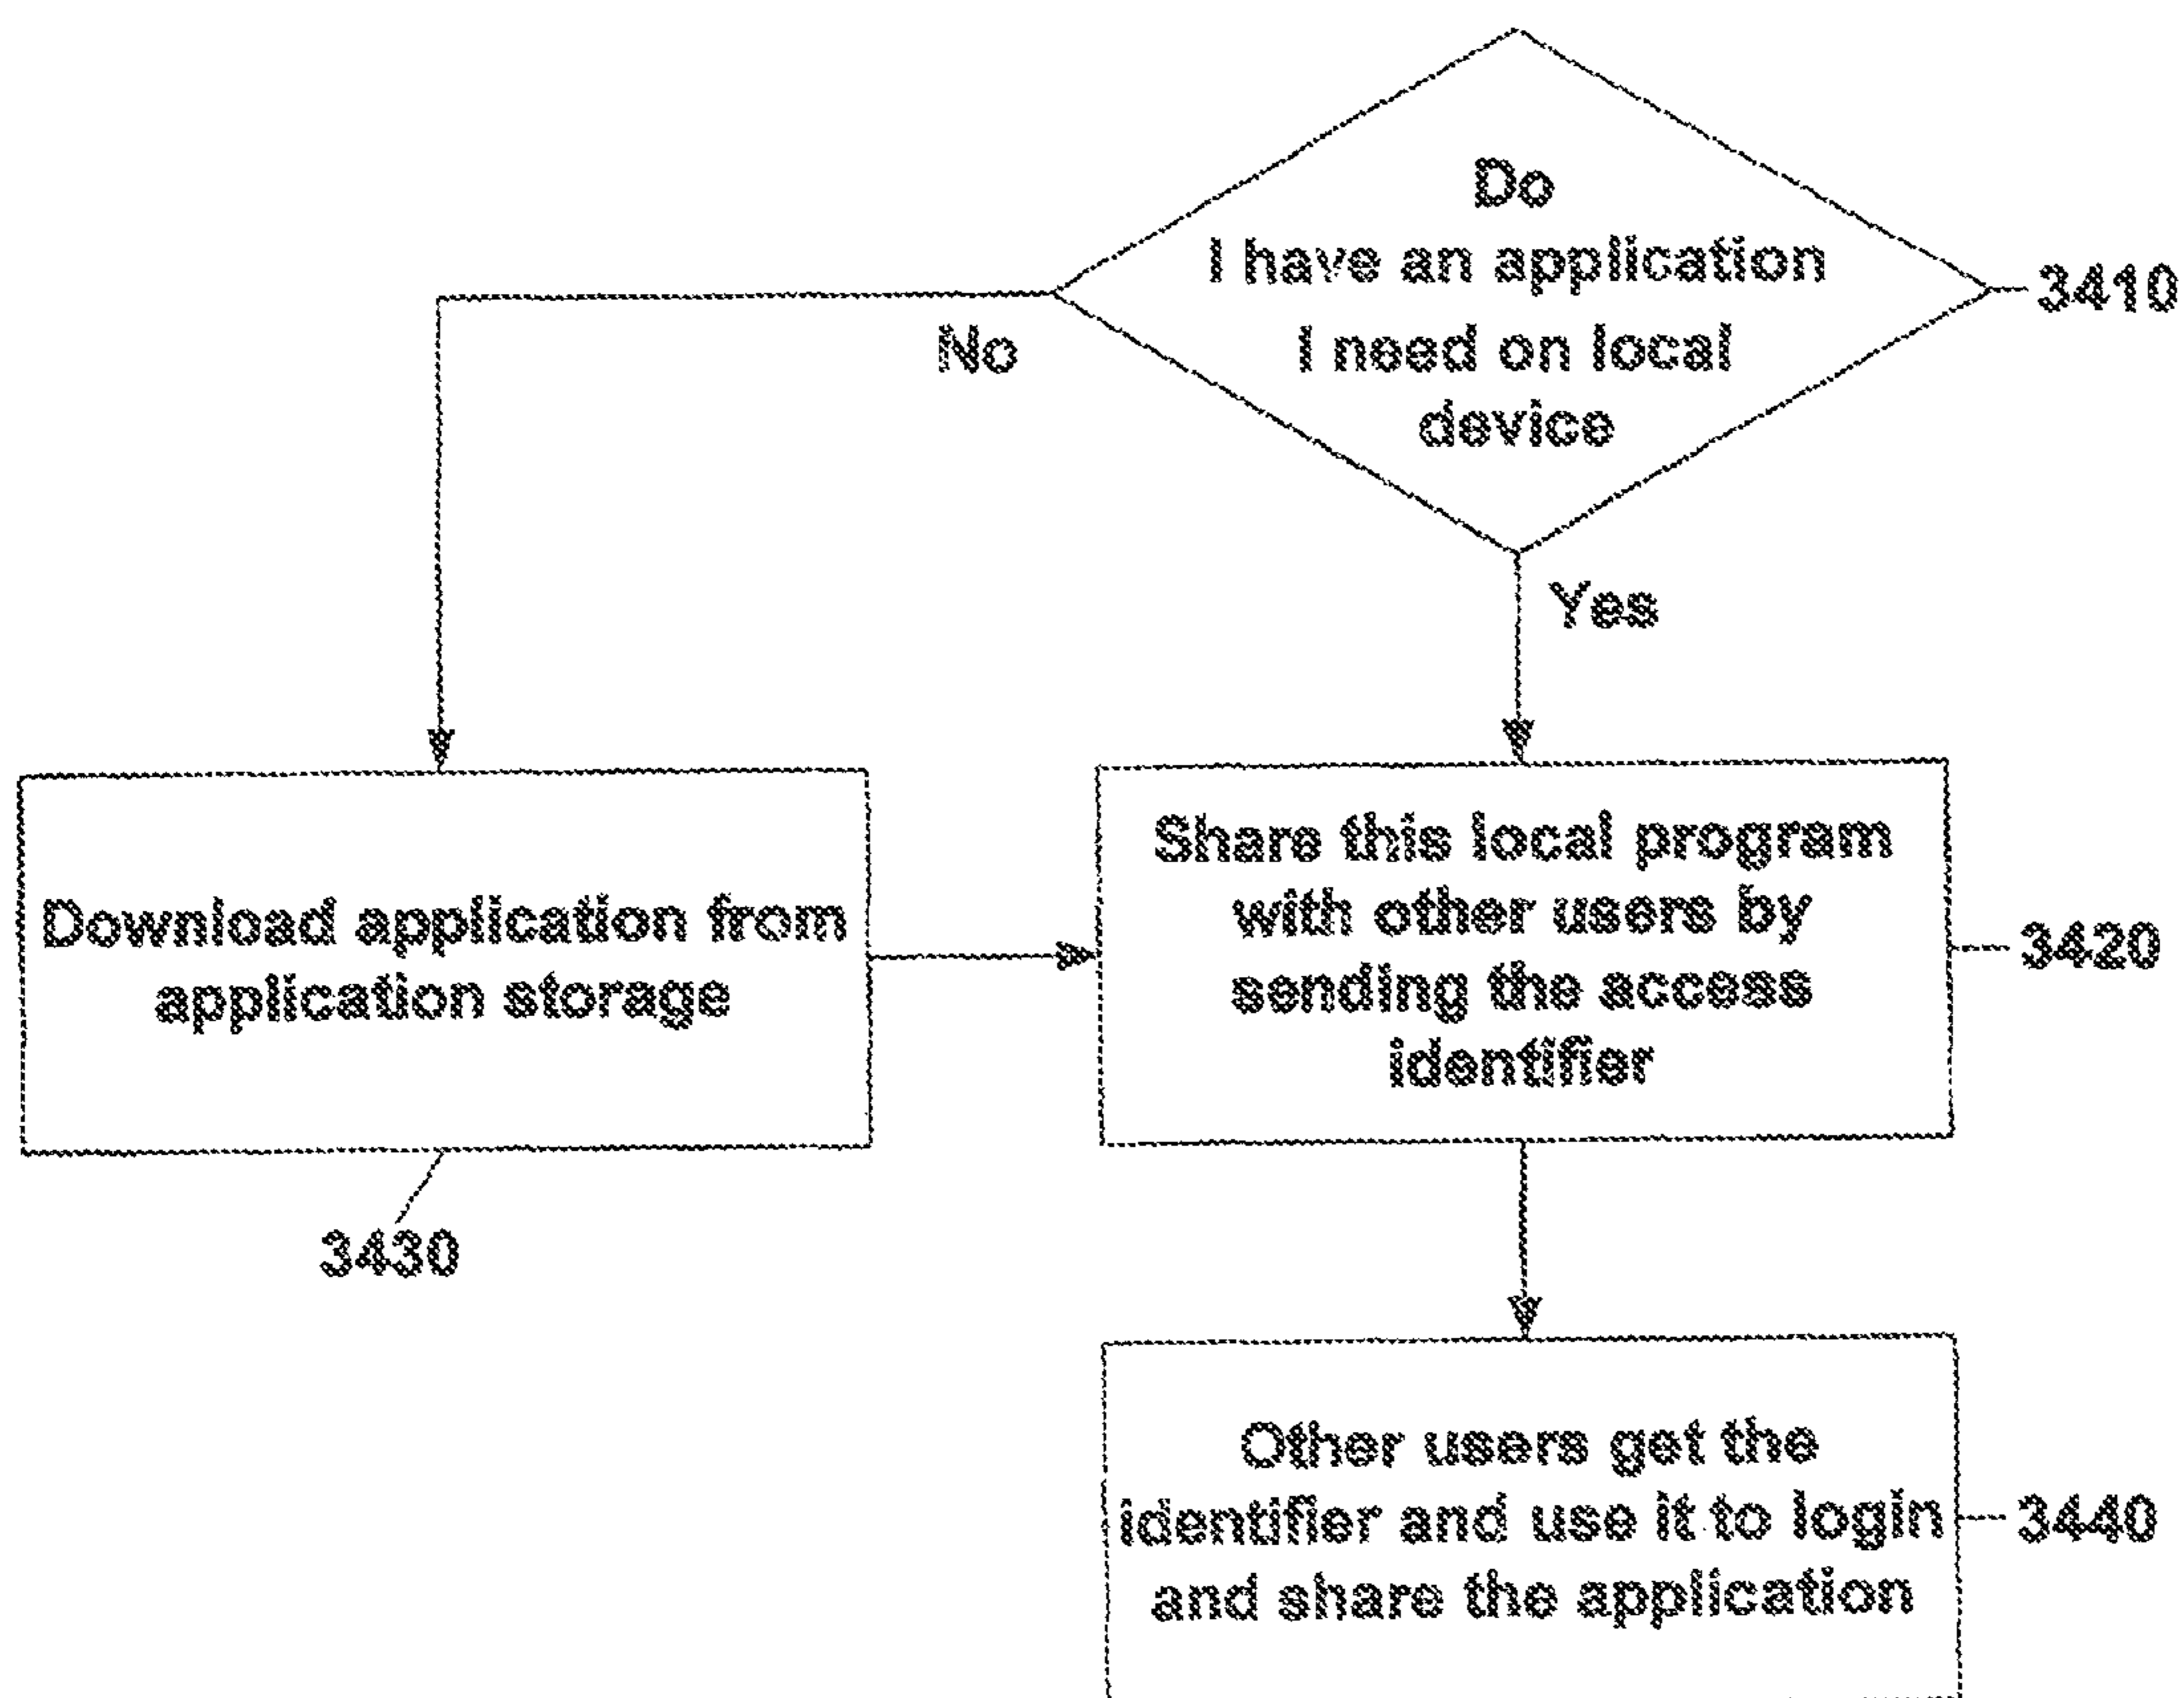 Do
I have an application
I need on local
device
3410
No
Yes
Download application from
application storage
3430
Share this local program
with other users by
sending the access
identifier
3420
Other users get the
identifier and use it to login
and share the application
3440